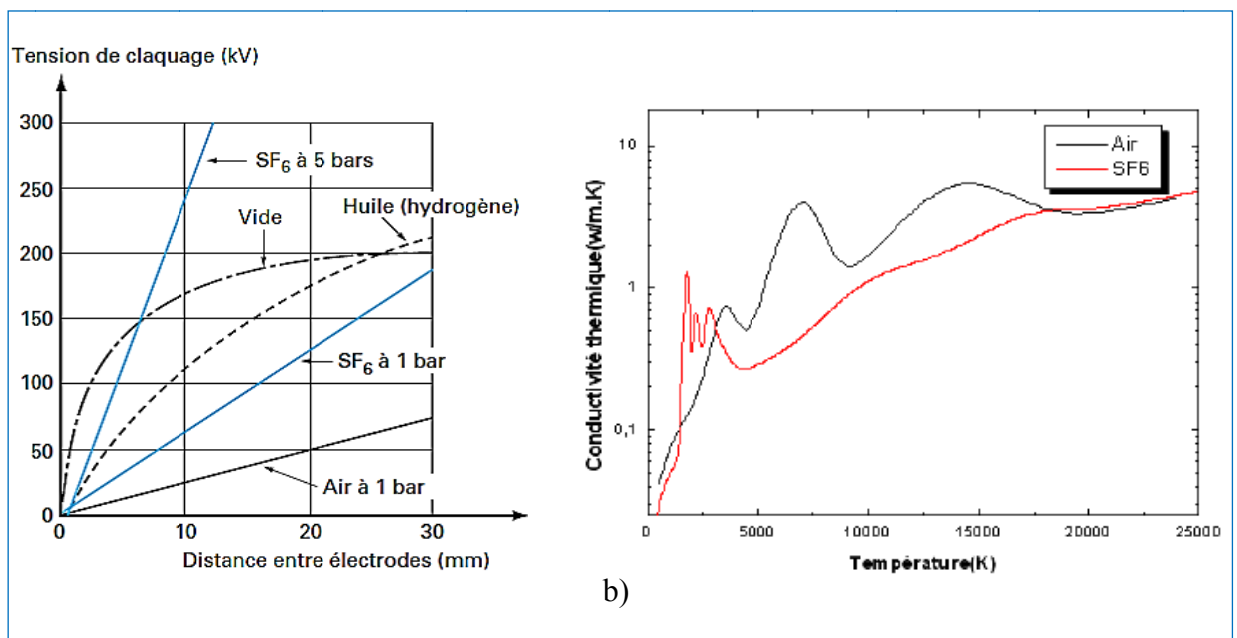 Tension de claquage (kV)
300
250
200
150
100
50
0
SF6 à 5 bars
Vide
Huile (hydrogène)
SF6 à 1 bar
Air à 1 bar
0
10
20
30
Distance entre électrodes (mm)
Conductivité thermique(w/m.K)
10
1
0,1
Air
SF6
0
5000
10000
15000
20000
25000
Température(K)
b)